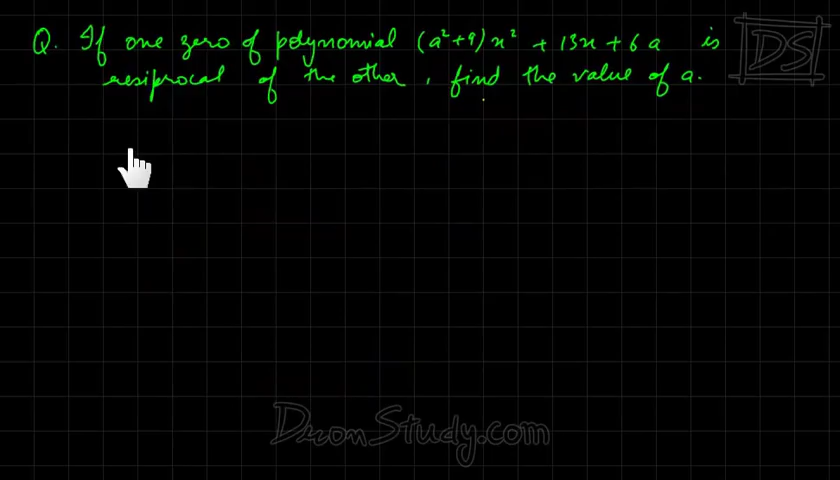 Q. If one zero of polynomial (a²+9)x² + 13x + 6a is
resiprocal of the other, find the value of a.
DS
DronStudy.com